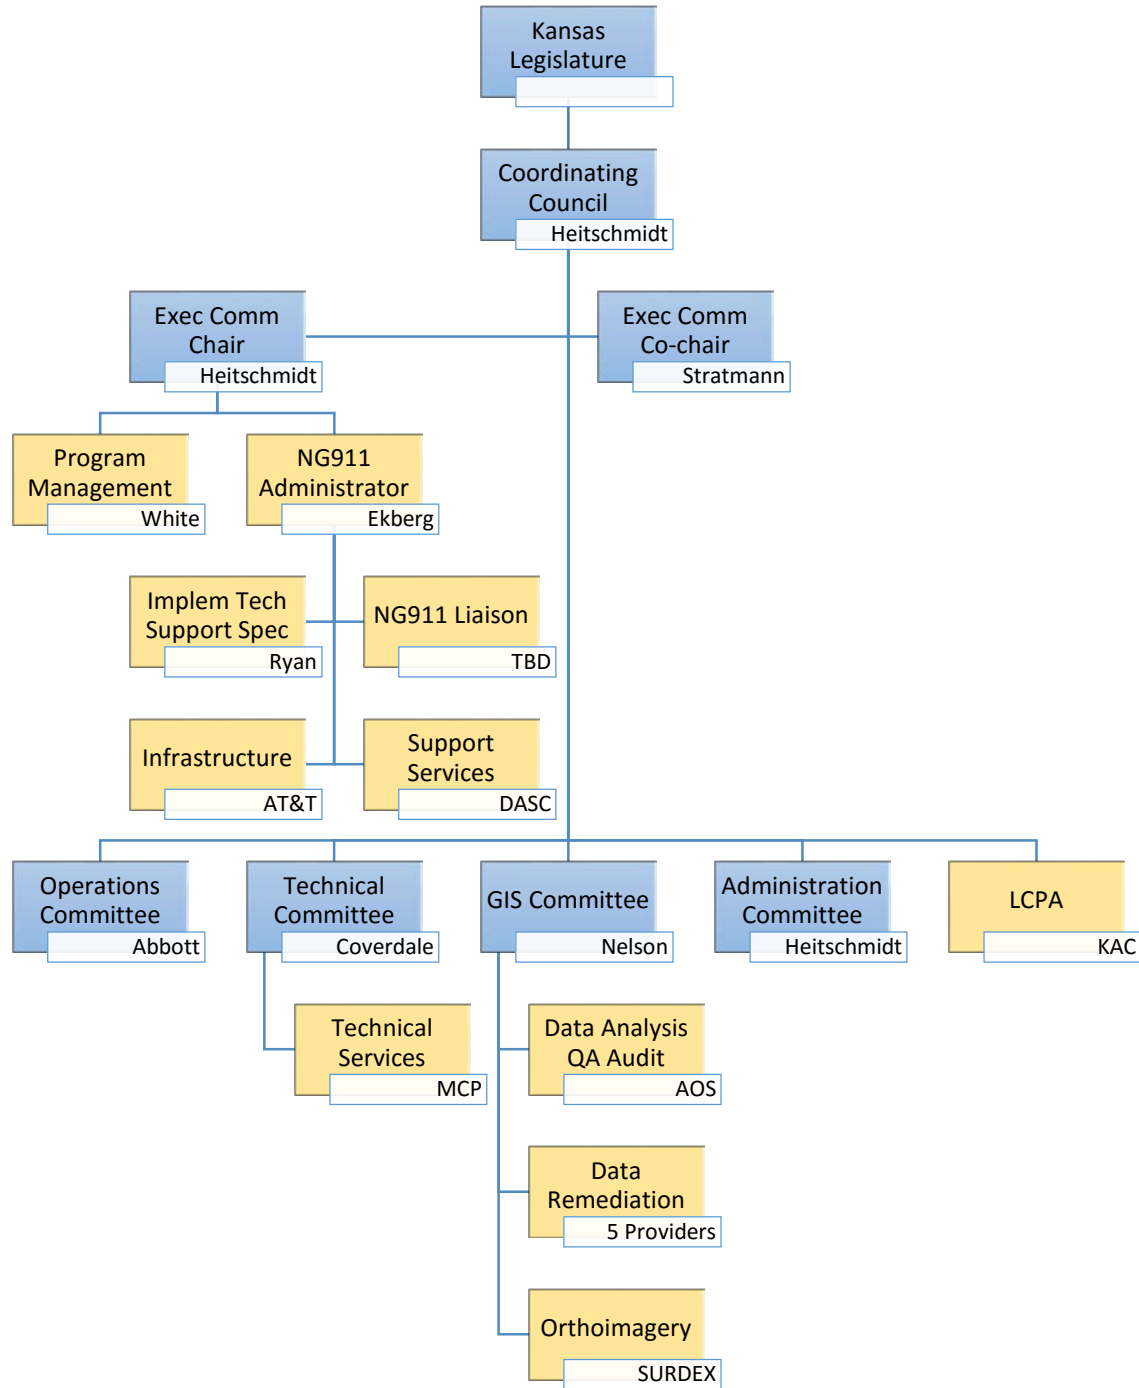 Kansas
Legislature
Coordinating
Council
Heitschmidt
Exec Comm
Chair
Heitschmidt
Exec Comm
Co-chair
Stratmann
Program
Management
White
NG911
Administrator
Ekberg
Implem Tech
Support Spec
Ryan
NG911 Liaison
TBD
Infrastructure
AT&T
Support
Services
DASC
Operations
Committee
Abbott
Technical
Committee
Coverdale
GIS Committee
Nelson
Administration
Committee
Heitschmidt
LCPA
KAC
Technical
Services
MCP
Data Analysis
QA Audit
AOS
Data
Remediation
5 Providers
Orthoimagery
SURDEX